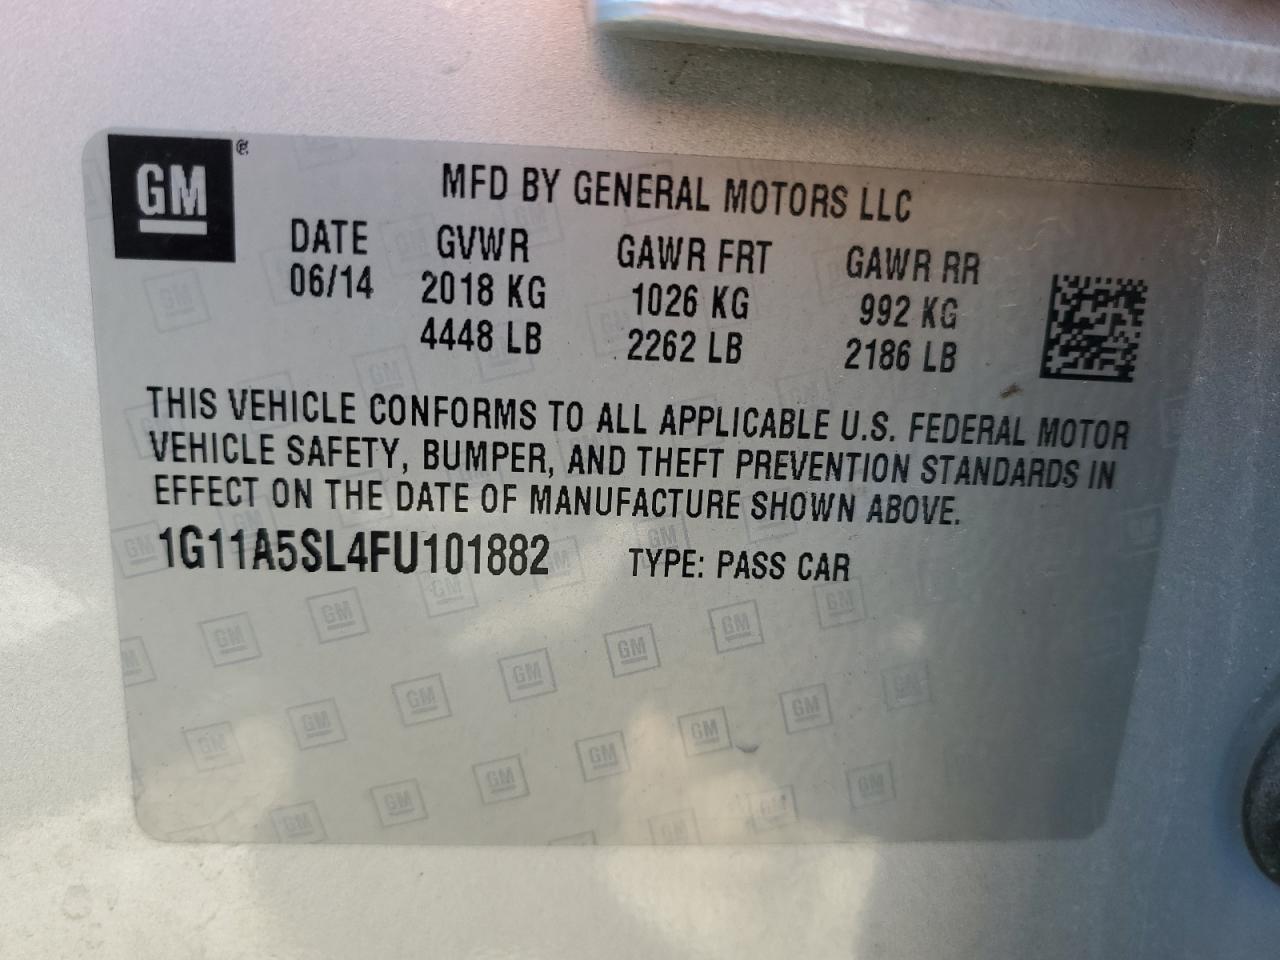 GM ®
MFD BY GENERAL MOTORS LLC
DATE GVWR GAWR FRT GAWR RR
06/14 2018 KG 1026 KG 992 KG
4448 LB 2262 LB 2186 LB
THIS VEHICLE CONFORMS TO ALL APPLICABLE U.S. FEDERAL MOTOR
VEHICLE SAFETY, BUMPER, AND THEFT PREVENTION STANDARDS IN
EFFECT ON THE DATE OF MANUFACTURE SHOWN ABOVE.
1G11A5SL4FU101882 TYPE: PASS CAR